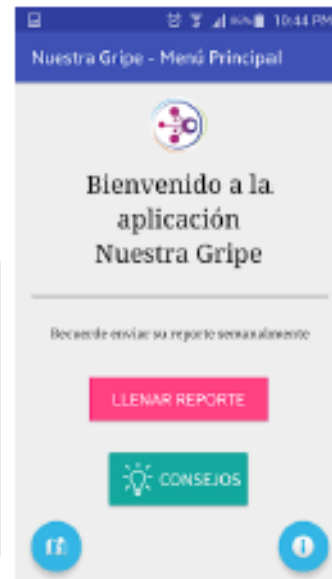 10:44 PM
Nuestra Gripe - Menú Principal
Bienvenido a la
aplicación
Nuestra Gripe
Recuerde enviar su reporte semanalmente
LLENAR REPORTE
CONSEJOS